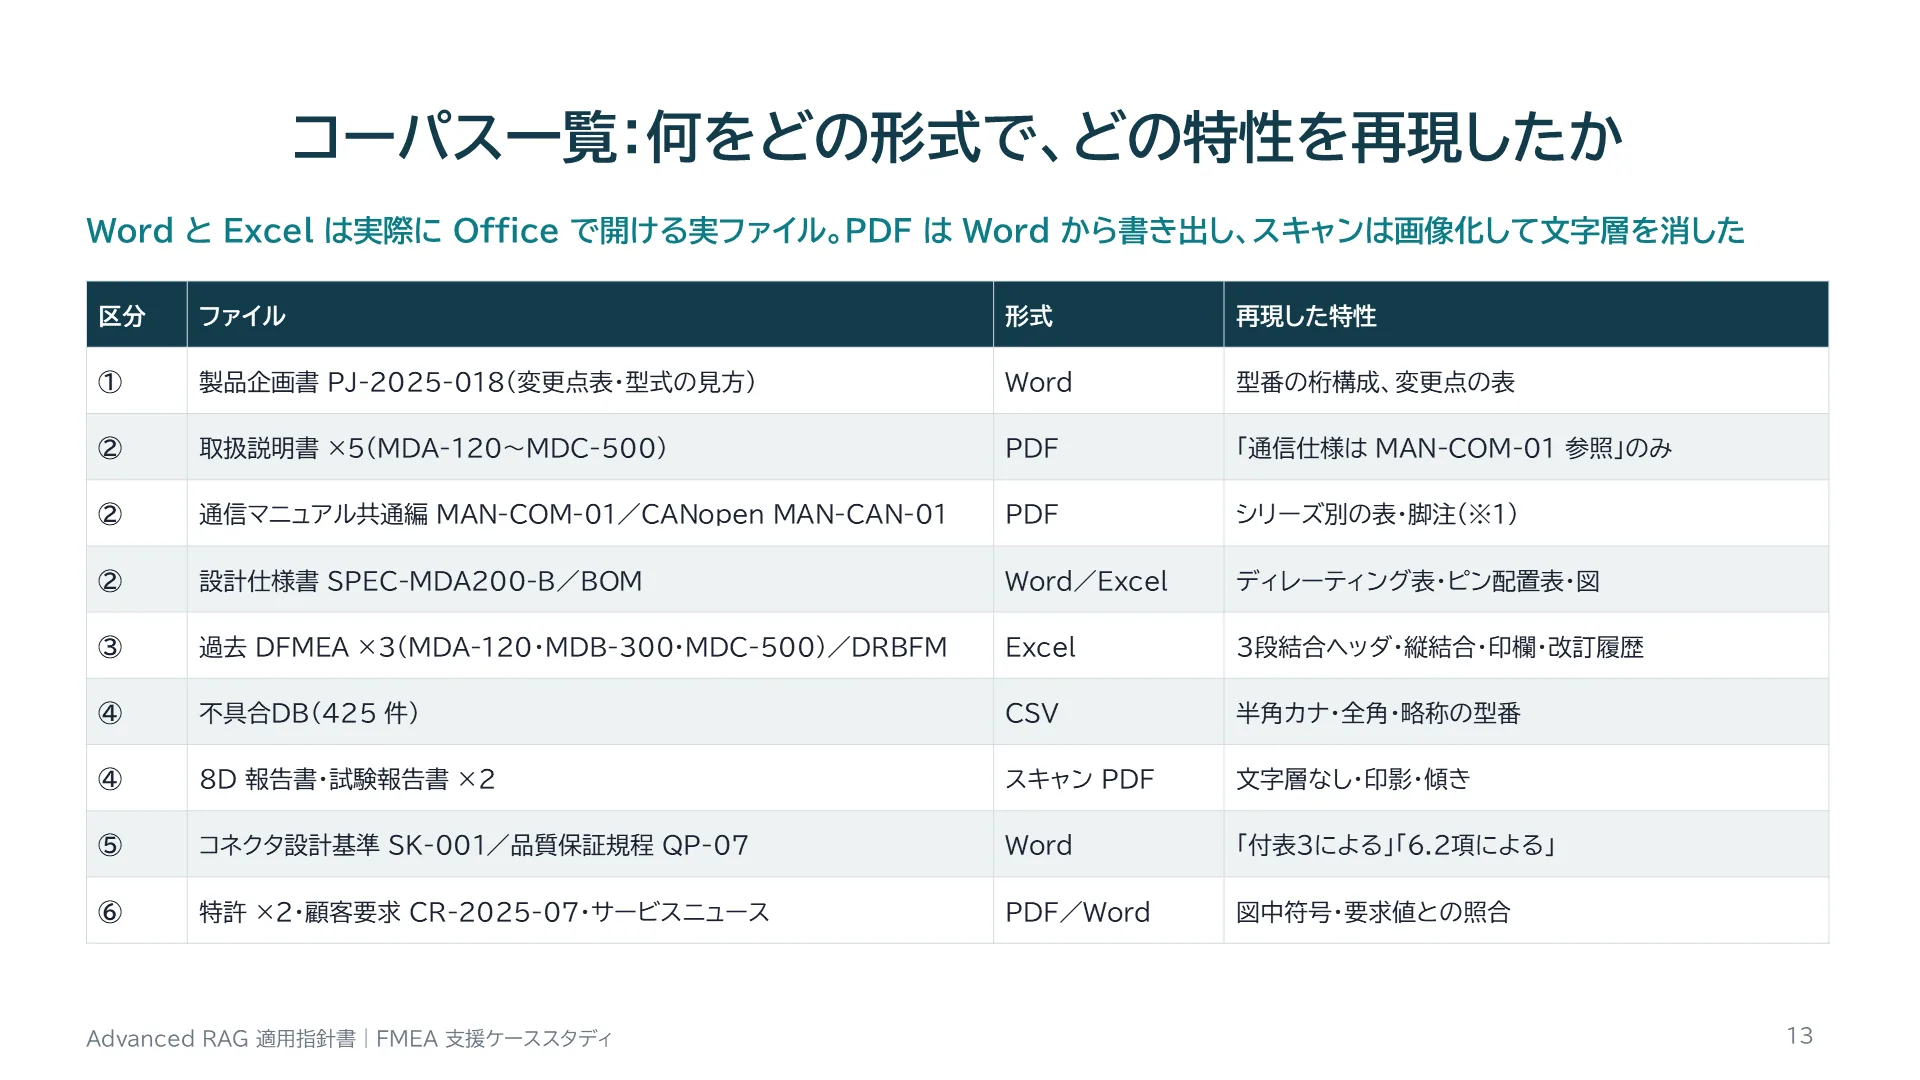 コーパス一覧：何をどの形式で、どの特性を再現したか
Word と Excel は実際に Office で開ける実ファイル。PDF は Word から書き出し、スキャンは画像化して文字層を消した
区分 ファイル 形式 再現した特性
① 製品企画書 PJ-2025-018（変更点表・型式の見方） Word 型番の桁構成、変更点の表
② 取扱説明書 ×5（MDA-120～MDC-500） PDF 「通信仕様は MAN-COM-01 参照」のみ
② 通信マニュアル共通編 MAN-COM-01／CANopen MAN-CAN-01 PDF シリーズ別の表・脚注（※1）
② 設計仕様書 SPEC-MDA200-B／BOM Word／Excel ディレーティング表・ピン配置表・図
③ 過去 DFMEA ×3（MDA-120・MDB-300・MDC-500）／DRBFM Excel 3段結合ヘッダ・縦結合・印欄・改訂履歴
④ 不具合DB（425 件） CSV 半角カナ・全角・略称の型番
④ 8D 報告書・試験報告書 ×2 スキャン PDF 文字層なし・印影・傾き
⑤ コネクタ設計基準 SK-001／品質保証規程 QP-07 Word 「付表3による」「6.2項による」
⑥ 特許 ×2・顧客要求 CR-2025-07・サービスニュース PDF／Word 図中符号・要求値との照合
Advanced RAG 適用指針書｜FMEA 支援ケーススタディ
13